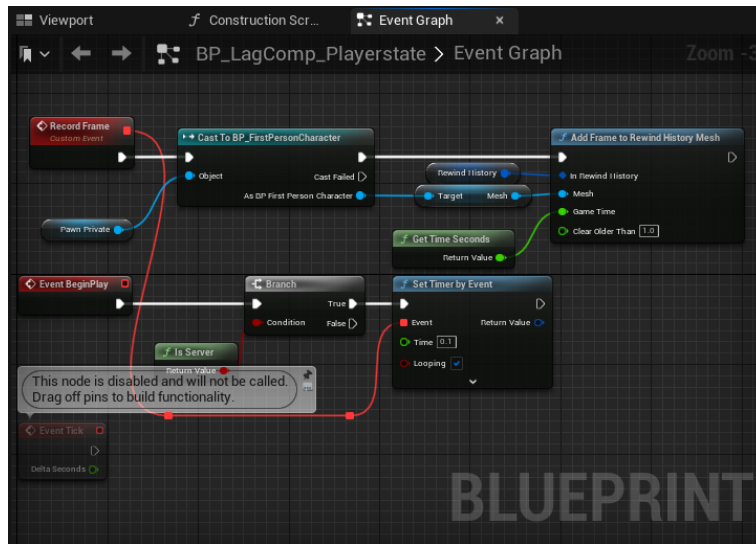 Viewport
Construction Scr...
Event Graph
BP_LagComp_Playerstate > Event Graph
Zoom -3
Record Frame
Custom Event
Cast To BP_FirstPersonCharacter
Object
Cast Failed
As BP First Person Character
Pawn Private
Rewind History
Target
Mesh
Add Frame to Rewind History Mesh
In Rewind History
Mesh
Game Time
Clear Older Than 1.0
Get Time Seconds
Return Value
Event BeginPlay
Branch
True
Condition
False
Is Server
Return Value
Set Timer by Event
Event
Return Value
Time 0.1
Looping
This node is disabled and will not be called.
Drag off pins to build functionality.
Event Tick
Delta Seconds
BLUEPRINT